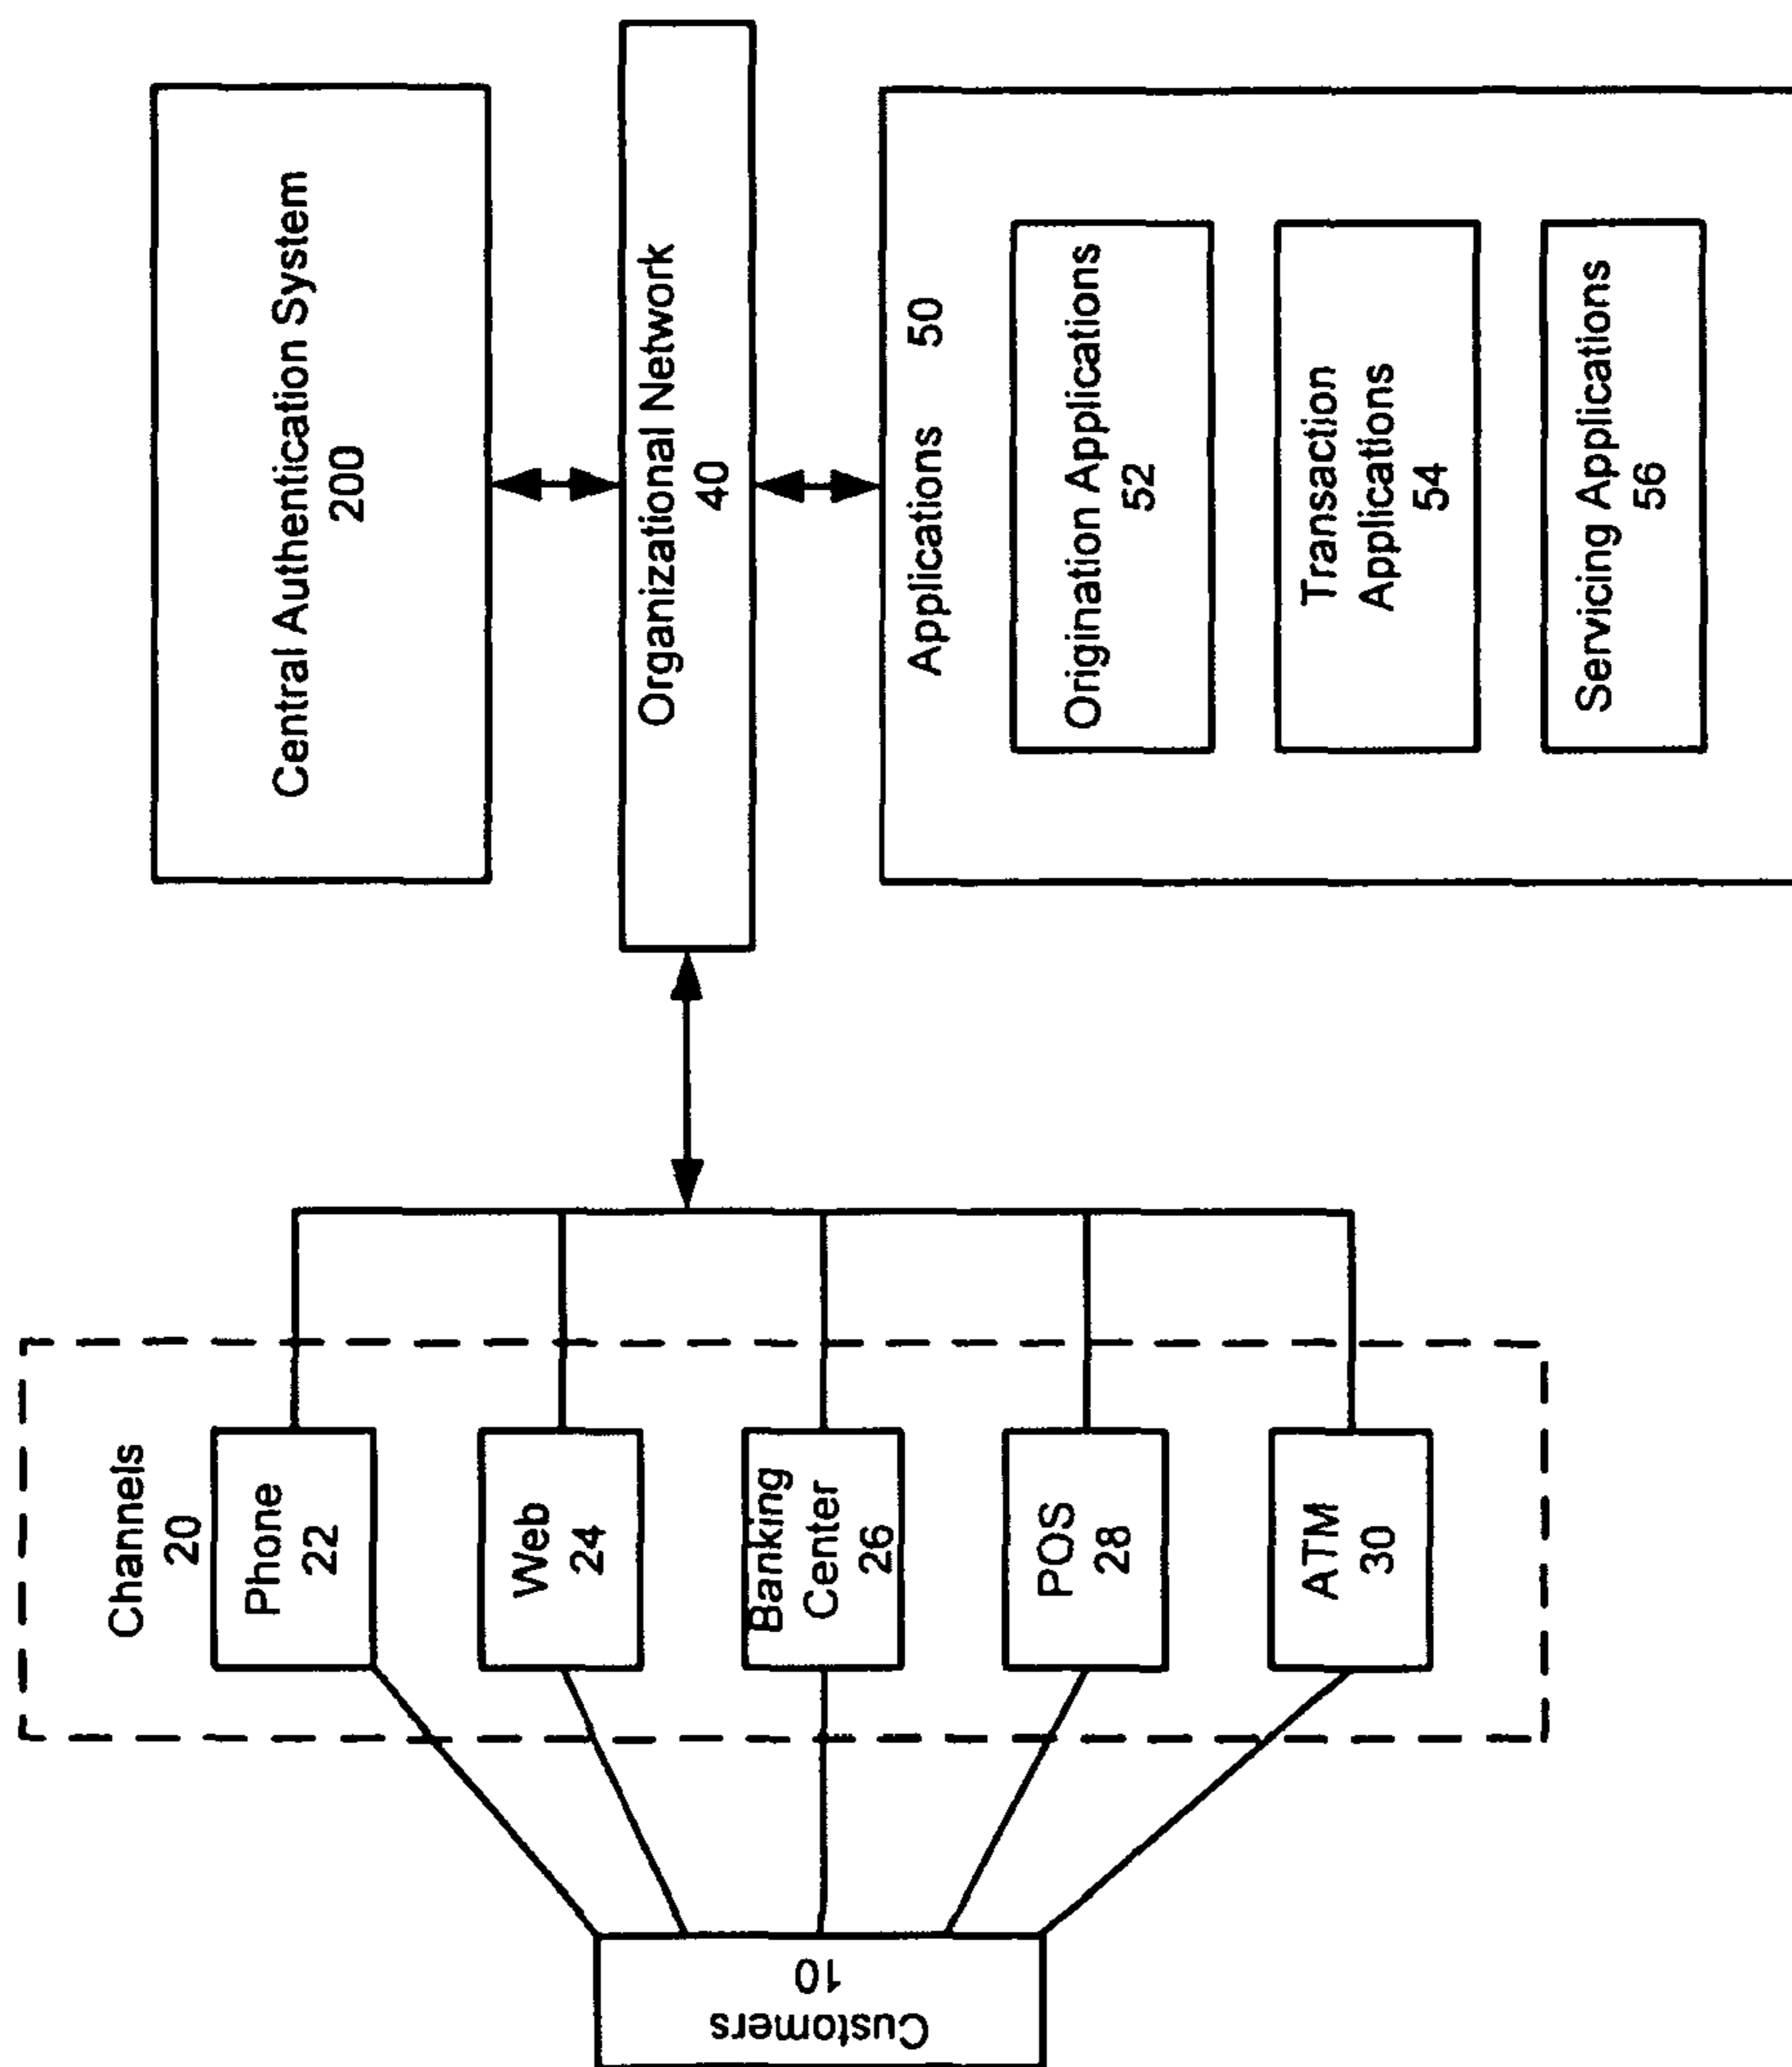 Customers
10
Channels
20
Phone
22
Web
24
Banking
Center
26
POS
28
ATM
30
Central Authentication System
200
Organizational Network
40
Applications 50
Origination Applications
52
Transaction
Applications
54
Servicing Applications
56